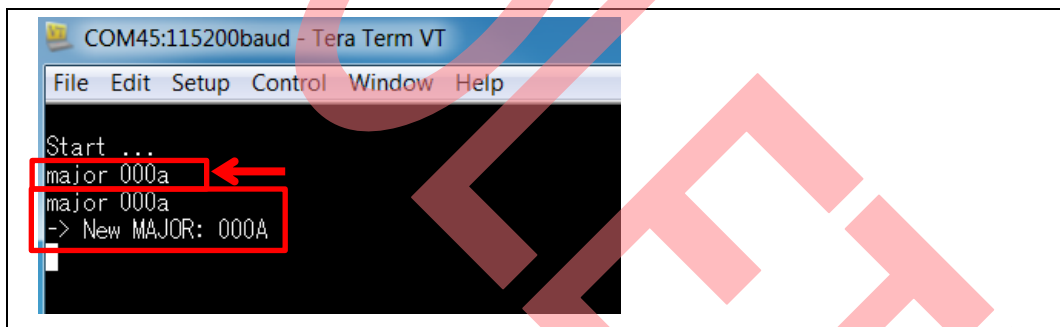 COM45:115200baud - Tera Term VT
File Edit Setup Control Window Help
Start ...
major 000a
major 000a
-> New MAJOR: 000A